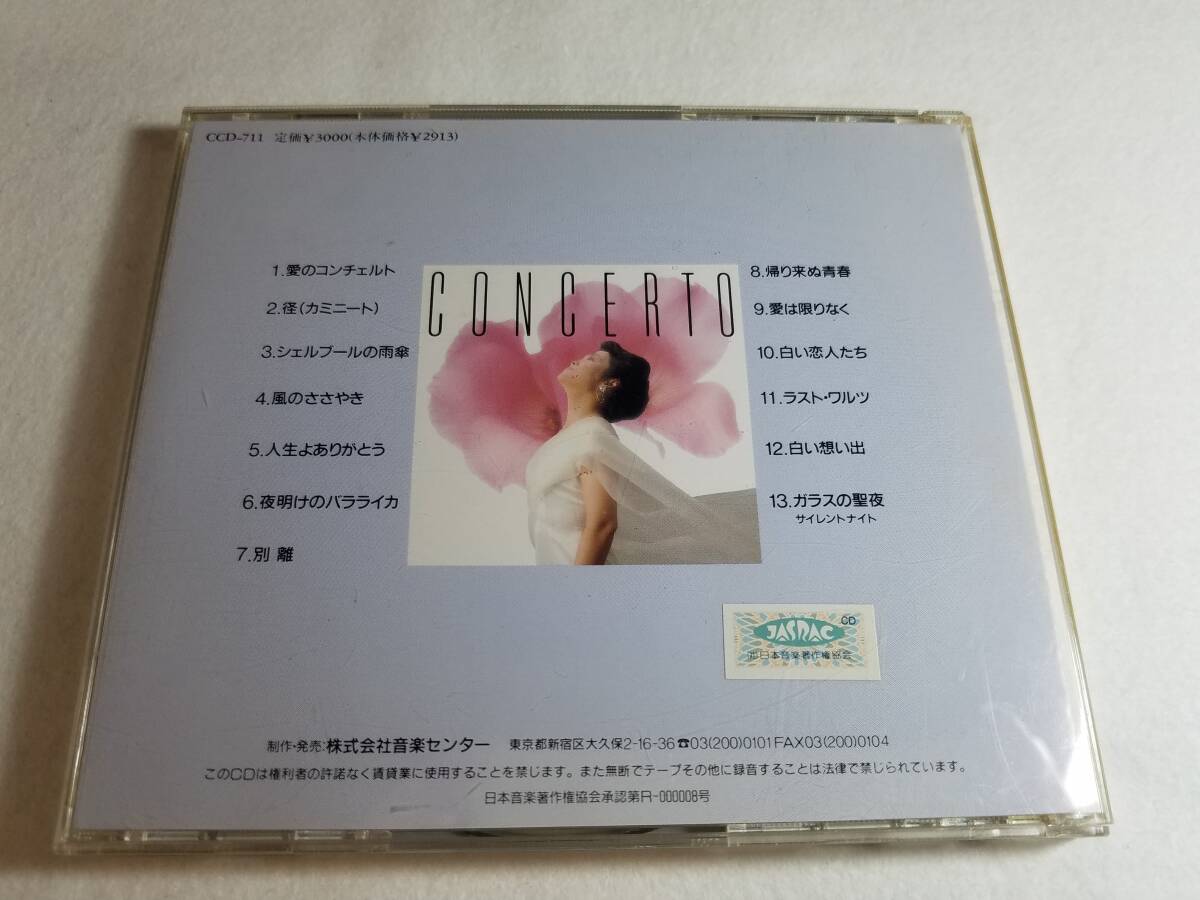 CCD-711 定価¥3000(本体価格¥2913)
CONCERTO
1.愛のコンチェルト
2.径(カミニート)
3.シェルブールの雨傘
4.風のささやき
5.人生よありがとう
6.夜明けのバラライカ
7.別離
8.帰り来ぬ青春
9.愛は限りなく
10.白い恋人たち
11.ラスト・ワルツ
12.白い想い出
13.ガラスの聖夜
サイレントナイト
CD
JASRAC
㈳日本音楽著作権協会
制作・発売:株式会社音楽センター 東京都新宿区大久保2-16-36☎03(200)0101 FAX03(200)0104
このCDは権利者の許諾なく賃貸業に使用することを禁じます。また無断でテープその他に録音することは法律で禁じられています。
日本音楽著作権協会承認第R-000008号